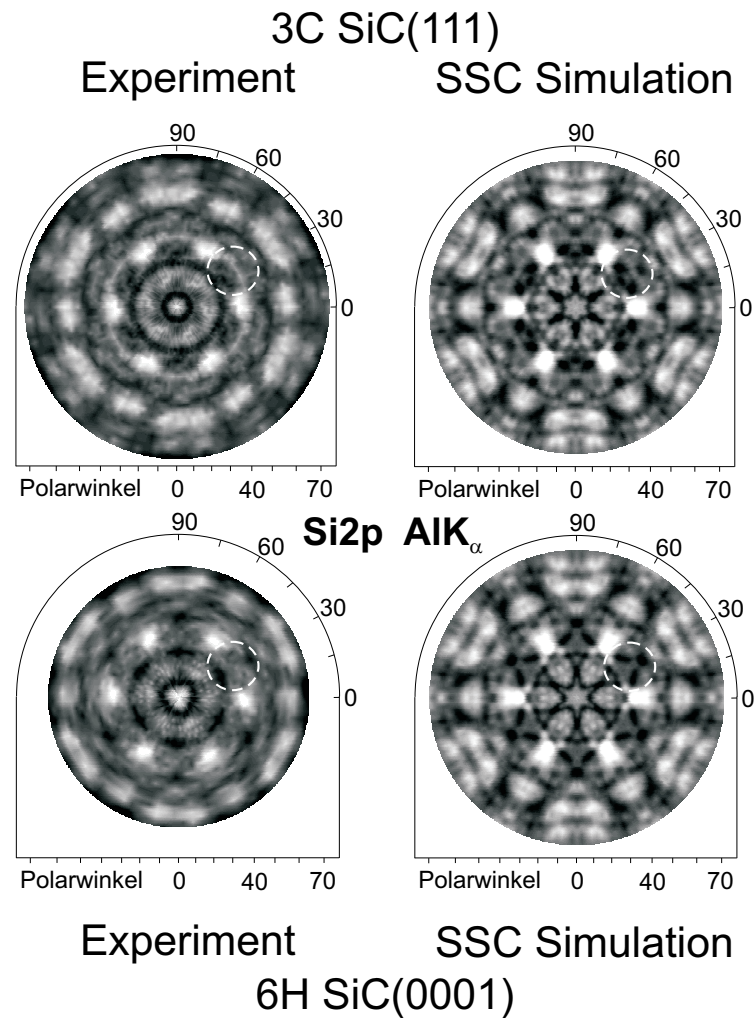 3C SiC(111)
Experiment SSC Simulation
90 90
60 60
30 30
0 0
Polarwinkel 0 40 70 Polarwinkel 0 40 70
Si2p AlKα
90 90
60 60
30 30
0 0
Polarwinkel 0 40 70 Polarwinkel 0 40 70
Experiment SSC Simulation
6H SiC(0001)